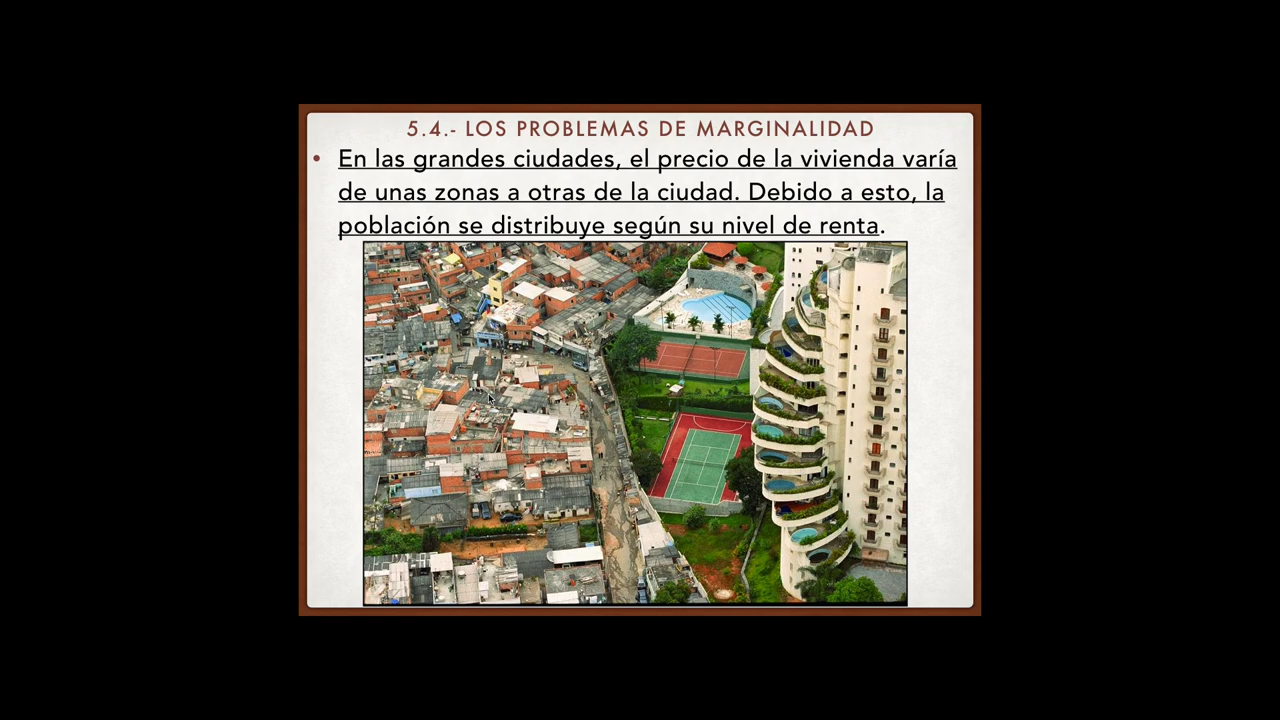 5.4.- LOS PROBLEMAS DE MARGINALIDAD
• En las grandes ciudades, el precio de la vivienda varía
de unas zonas a otras de la ciudad. Debido a esto, la
población se distribuye según su nivel de renta.